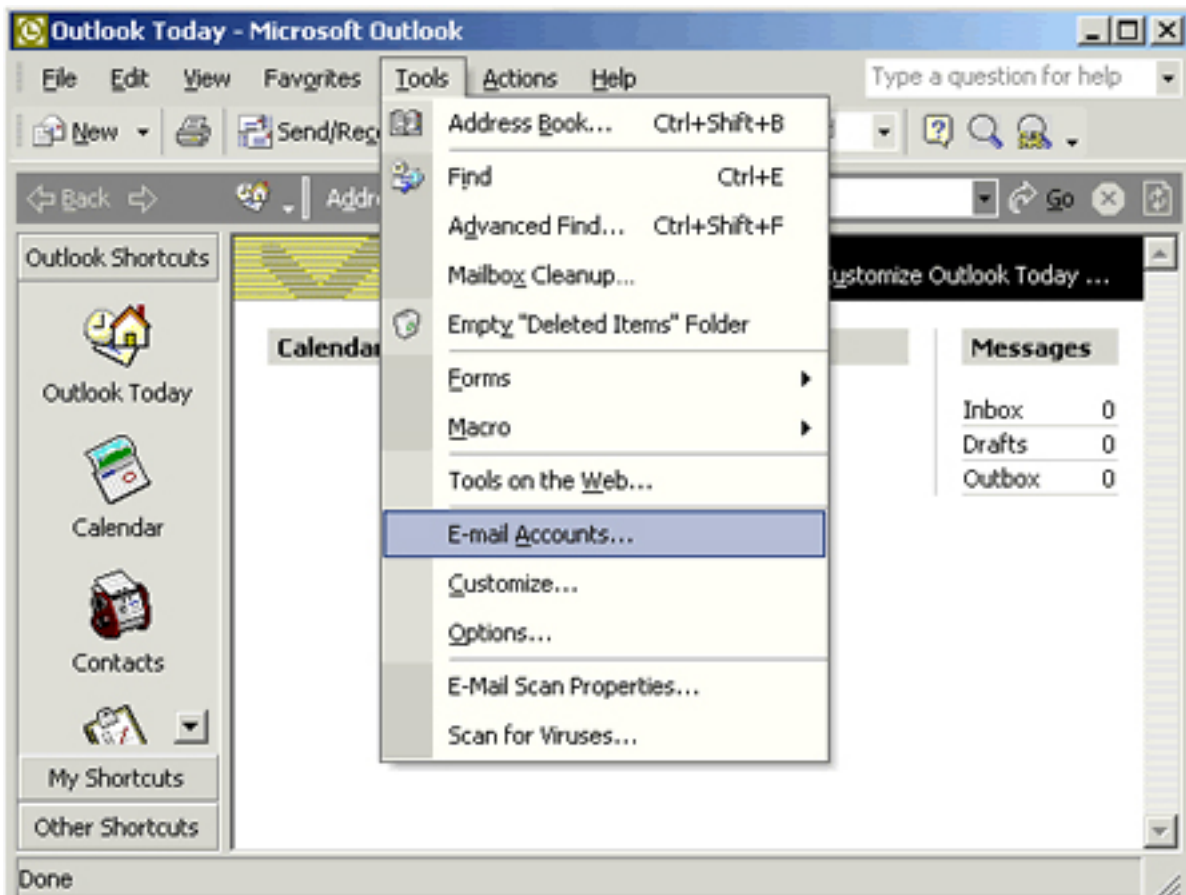 Outlook Today - Microsoft Outlook
File Edit View Favorites Tools Actions Help Type a question for help
New Send/Rec
Back Addr Go
Address Book... Ctrl+Shift+B
Find Ctrl+E
Advanced Find... Ctrl+Shift+F
Mailbox Cleanup...
Empty "Deleted Items" Folder
Forms
Macro
Tools on the Web...
E-mail Accounts...
Customize...
Options...
E-Mail Scan Properties...
Scan for Viruses...
Outlook Shortcuts
Outlook Today
Calendar
Contacts
My Shortcuts
Other Shortcuts
ustomize Outlook Today ...
Calendar
Messages
Inbox 0
Drafts 0
Outbox 0
Done